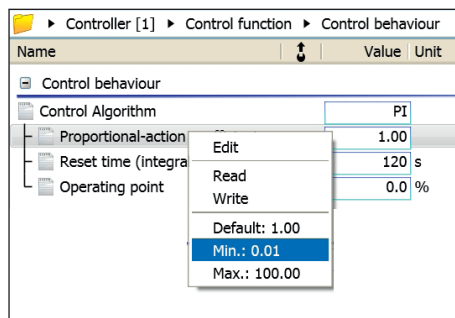 Controller [1] ▸ Control function ▸ Control behaviour
Name Value Unit
Control behaviour
Control Algorithm PI
Proportional-action 1.00
Reset time (integra 120 s
Operating point 0.0 %
Edit
Read
Write
Default: 1.00
Min.: 0.01
Max.: 100.00